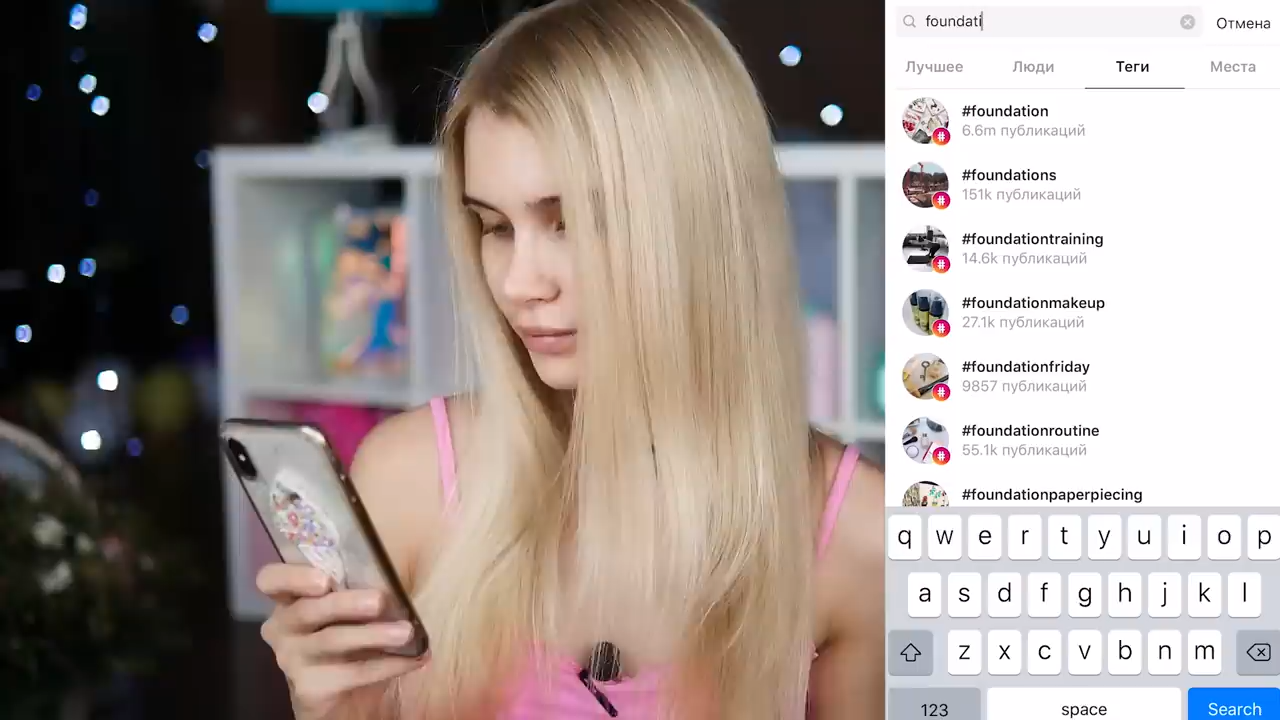 foundati
Отмена
Лучшее
Люди
Теги
Места
#foundation
6.6m публикаций
#foundations
151k публикаций
#foundationtraining
14.6k публикаций
#foundationmakeup
27.1k публикаций
#foundationfriday
9857 публикаций
#foundationroutine
55.1k публикаций
#foundationpaperpiecing
q w e r t y u i o p
a s d f g h j k l
z x c v b n m
123 space Search